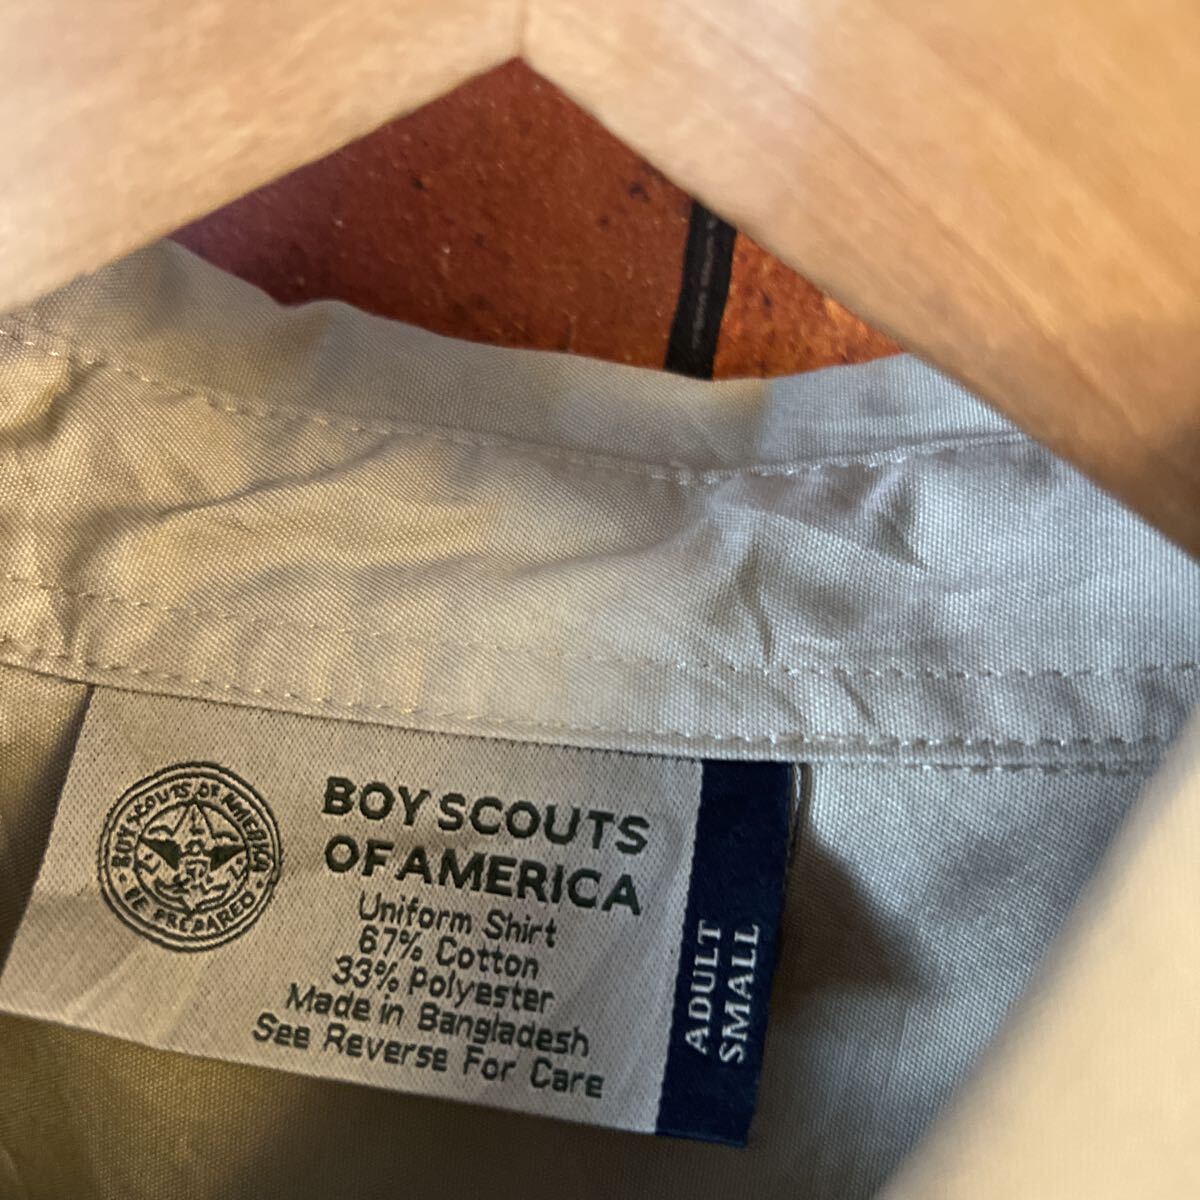 BOY SCOUTS OF AMERICA
BE PREPARED
BOY SCOUTS
OF AMERICA
Uniform Shirt
67% Cotton
33% Polyester
Made in Bangladesh
See Reverse For Care
ADULT
SMALL